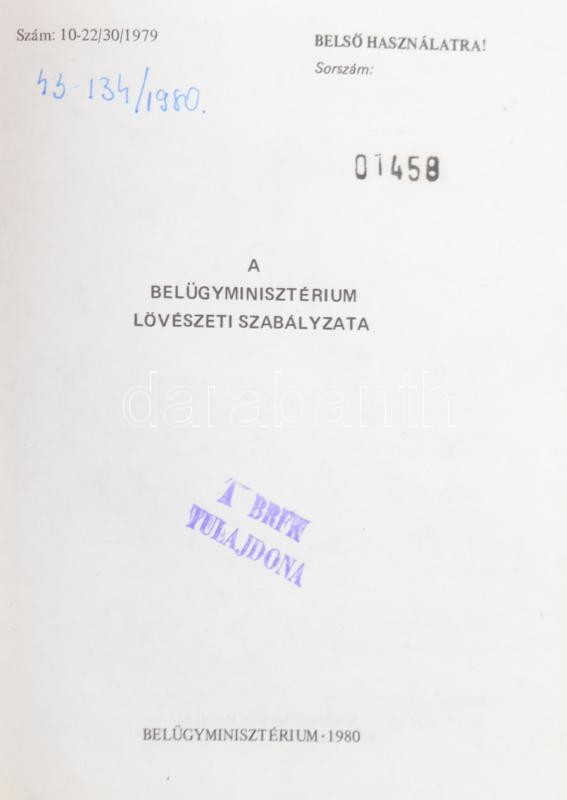 Szám: 10-22/30/1979
BELSŐ HASZNÁLATRA!
Sorszám:
43-134/1980.
01458
A
BELÜGYMINISZTÉRIUM
LÖVÉSZETI SZABÁLYZATA
darabanth
A BRFK
TULAJDONA
BELÜGYMINISZTÉRIUM · 1980